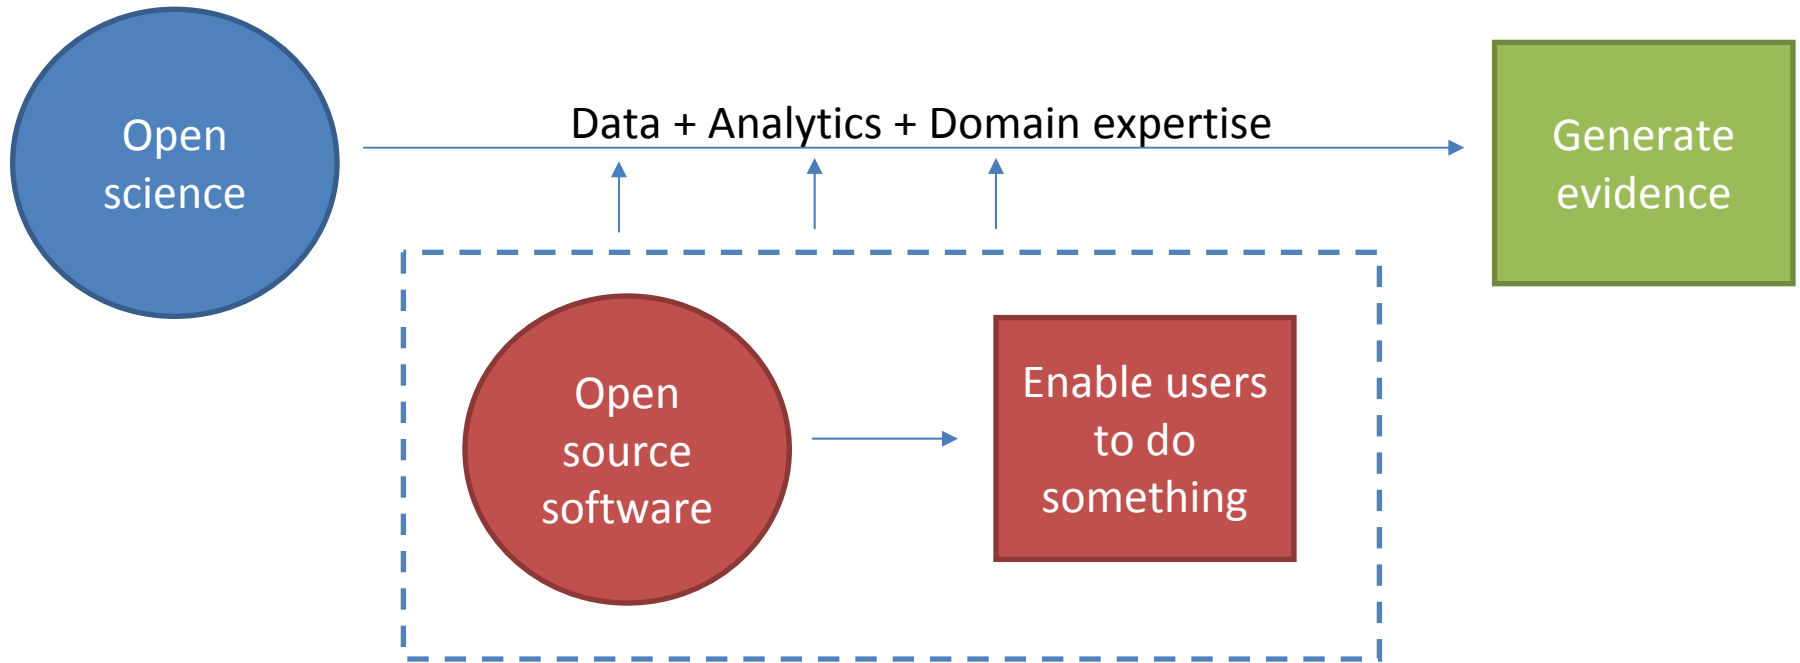 Open
science
Data + Analytics + Domain expertise
Generate
evidence
Open
source
software
Enable users
to do
something